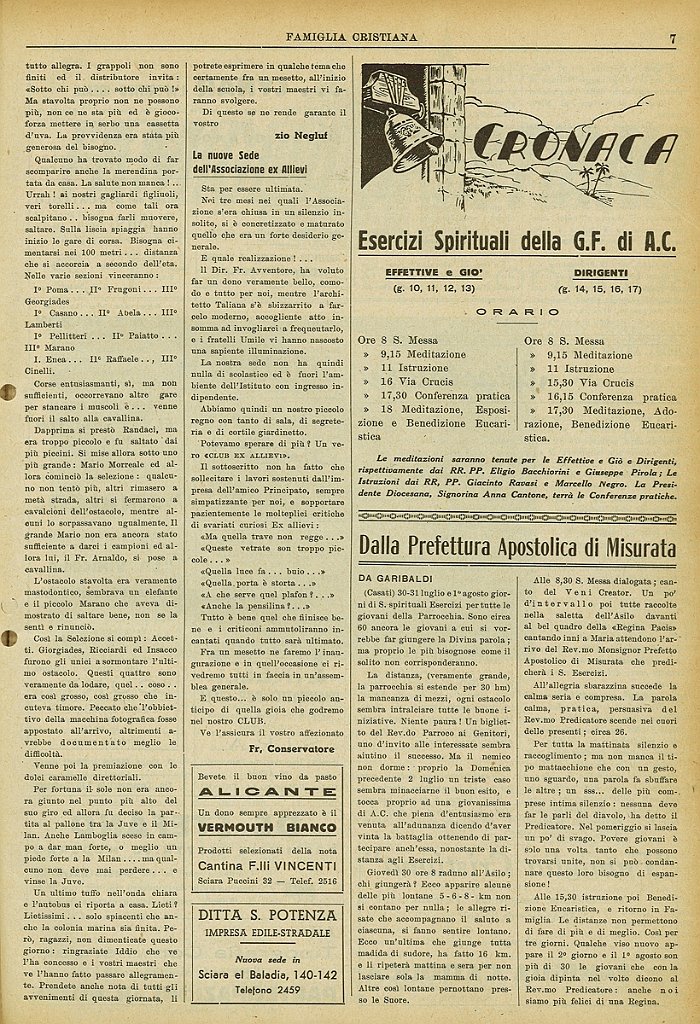 FAMIGLIA CRISTIANA
7
tutto allegra. I grappoli non sono
finiti ed il distributore invita:
«Sotto chi può.... sotto chi può!»
Ma stavolta proprio non ne possono
più, non ce ne sta più ed è gioco-
forza mettere in serbo una cassetta
d'uva. La provvidenza era stata più
generosa del bisogno.
Qualcuno ha trovato modo di far
scomparire anche la merendina por-
tata da casa. La salute non manca!..
Urrah! ai nostri gagliardi figliuoli,
veri torelli... ma come tali ora
scalpitano.. bisogna farli muovere,
saltare. Sulla liscia spiaggia hanno
inizio le gare di corsa. Bisogna ci-
mentarsi nei 100 metri... distanza
che si accorcia a secondo dell'eta.
Nelle varie sezioni vinceranno:
Iº Poma... IIº Frugoni... IIIº
Georgiades
Iº Casano... IIº Abela... IIIº
Lamberti
Iº Pellitteri... IIº Paiatto...
IIIº Marano
I. Enea... IIº Raffaele.., IIIº
Cinelli.
Corse entusiasmanti, sì, ma non
sufficienti, occorrevano altre gare
per stancare i muscoli è... venne
fuori il salto alla cavallina.
Dapprima si prestò Randaci, ma
era troppo piccolo e fu saltato dai
più piccini. Si mise allora sotto uno
più grande: Mario Morreale ed al-
lora cominciò la selezione: qualcu-
no non tentò più, altri rimasero a
metà strada, altri si fermarono a
cavalcioni dell'ostacolo, mentre al-
cuni lo sorpassavano ugualmente. Il
grande Mario non era ancora stato
sufficiente a darci i campioni ed al-
lora lui, il Fr. Arnaldo, si pose a
cavallina.
L'ostacolo stavolta era veramente
mastodontico, sembrava un elefante
e il piccolo Marano che aveva di-
mostrato di saltare bene, non se la
sentì e rinunciò.
Così la Selezione si compì: Accet-
ti. Giorgiades, Ricciardi ed Insacco
furono gli unici a sormontare l'ulti-
mo ostacolo. Questi quattro sono
veramente da lodare, quel.. coso..
era così grosso, così grosso che in-
cuteva timore. Peccato che l'obbiet-
tivo della macchina fotografica fosse
appostato all'arrivo, altrimenti a-
vrebbe documentato meglio le
difficoltà.
Venne poi la premiazione con le
dolci caramelle direttoriali.
Per fortuna il sole non era anco-
ra giunto nel punto più alto del
suo giro ed allora fu deciso la par-
tita al pallone tra la Juve e il Mi-
lan. Anche Lamboglia scese in cam-
po a dar man forte, o meglio un
piede forte a la Milan....ma qual-
cuno non deve mai perdere... e
vinse la Juve.
Un ultimo tuffo nell'onda chiara
e l'autobus ci riporta a casa. Lieti?
Lietissimi... solo spiacenti che an-
che la colonia marina sia finita. Pe-
rò, ragazzi, non dimenticate questo
giorno: ringraziate Iddio che ve
l'ha concesso e i vostri maestri che
ve l'hanno fatto passare allegramen-
te. Prendete anche nota di tutti gli
avvenimenti di questa giornata, li
potrete esprimere in qualche tema che
certamente fra un mesetto, all'inizio
della scuola, i vostri maestri vi fa-
ranno svolgere.
Di questo se no rende garante il
vostro
zio Negluf
La nuove Sede
dell'Associazione ex Allievi
Sta per essere ultimata.
Nei tre mesi nei quali l'Associa-
zione s'era chiusa in un silenzio in-
solito, si è concretizzato e maturato
quello che era un forte desiderio ge-
nerale.
E quale realizzazione!...
Il Dir. Fr. Avventore, ha voluto
far un dono veramente bello, como-
do e tutto per noi, mentre l'archi-
tetto Taliana s'è sbizzarrito a far-
celo moderno, accogliente atto in-
somma ad invogliarci a frequentarlo,
e i fratelli Umile vi hanno nascosto
una sapiente illuminazione.
La nostra sede non ha quindi
nulla di scolastico ed è fuori l'am-
biente dell'Istituto con ingresso in-
dipendente.
Abbiamo quindi un nostro piccolo
regno con tanto di sala, di segrete-
ria e di cortile giardinetto.
Potevamo sperare di più? Un ve-
ro «CLUB EX ALLIEVI».
Il sottoscrito non ha fatto che
sollecitare i lavori sostenuti dall'im-
presa dell'amico Principato, sempre
simpatizzante per noi, e sopportare
pazientemente le molteplici critiche
di svariati curiosi Ex allievi:
«Ma quella trave non regge...»
«Queste vetrate son troppo pic-
cole...»
«Quella luce fa... buio...»
«Quella porta è storta...»
«A che serve quel plafon?...»
«Anche la pensilina?...»
Tutto è bene quel che fiinisce be-
ne e i criticoni ammutoliranno in-
cantati quando tutto sarà ultimato.
Fra un mesetto ne faremo l'inau-
gurazione e in quell'occasione ci ri-
vedremo tutti in faccia in un'assem-
blea generale.
E questo... è solo un piccolo an-
ticipo di quella gioia che godremo
nel nostro CLUB.
Ve l'assicura il vostro affezionato
Fr, Conservatore
Bevete il buon vino da pasto
ALICANTE
Un dono sempre apprezzato è il
VERMOUTH BIANCO
Prodotti selezionati della nota
Cantina F.lli VINCENTI
Sciara Puccini 32 — Telef. 2516
DITTA S. POTENZA
IMPRESA EDILE-STRADALE
Nuova sede in
Sciara el Baladia, 140-142
Telefono 2459
CRONACA
Esercizi Spirituali della G.F. di A.C.
EFFETTIVE e GIO'
(g. 10, 11, 12, 13)
DIRIGENTI
(g. 14, 15, 16, 17)
ORARIO
Ore 8 S. Messa
» 9,15 Meditazione
» 11 Istruzione
» 16 Via Crucis
» 17,30 Conferenza pratica
» 18 Meditazione, Esposi-
zione e Benedizione Eucari-
stica
Ore 8 S. Messa
» 9,15 Meditazione
» 11 Istruzione
» 15,30 Via Crucis
» 16,15 Conferenza pratica
» 17,30 Meditazione, Ado-
razione, Benedizione Eucari-
stica.
Le meditazioni saranno tenute per le Effettive e Giò e Dirigenti,
rispettivamente dai RR. PP. Eligio Bacchiorini e Giuseppe Pirola; Le
Istruzioni dai RR, PP. Giacinto Ravasi e Marcello Negro. La Presi-
dente Diocesana, Signorina Anna Cantone, terrà le Conferenze pratiche.
Dalla Prefettura Apostolica di Misurata
DA GARIBALDI
(Casati) 30-31 luglio e 1º agosto gior-
ni di S. spirituali Esercizi per tutte le
giovani della Parrocchia. Sono circa
60 ancora le giovani a cui si vor-
rebbe far giungere la Divina parola;
ma proprio le più bisognose come il
solito non corrisponderanno.
La distanza, (veramente grande,
la parrocchia si estende per 30 km)
la mancanza di mezzi, ogni ostacolo
sembra intralciare tutte le buone i-
niziative. Niente paura! Un bigliet-
to del Rev.do Parroco ai Genitori,
uno d'invito alle interessate sembra
aiutino il successo. Ma il nemico
non dorme: proprio la Domenica
precedente 2 luglio un triste caso
sembra minacciarne il buon esito, e
tocca proprio ad una giovanissima
di A.C. che piena d'entusiasmo era
venuta all'adunanza dicendo d'aver
vinta la battaglia ottenendo di par-
tecipare anch'essa, nonostante la di-
stanza agli Esercizi.
Giovedì 30 ore 8 raduno all'Asilo;
chi giungerà? Ecco apparire alcune
delle più lontane 5-6-8- km non
si contano per nulla; le allegre risa-
te che accompagnano il saluto a
ciascuna, si fanno sentire lontano.
Ecco un'ultima che giunge tutta
madida di sudore, ha fatto 16 km.
e li ripeterà mattina e sera per non
lasciare sola la mamma di notte.
Altre così lontane pernottano pres-
so le Suore.
Alle 8,30 S. Messa dialogata; can-
to del Veni Creator. Un po'
d'intervallo poi tutte raccolte
nella saletta dell'Asilo davanti
al bel quadro della «Regina Pacis»
cantando inni a Maria attendono l'ar-
rivo del Rev.mo Monsignor Prefetto
Apostolico di Misurata che predi-
cherà i S. Esercizi.
All'allegria sbarazzina succede la
calma seria e compresa. La parola
calma, pratica, persuasiva del
Rev.mo Predicatore scende nei cuori
delle presenti; circa 26.
Per tutta la mattinata silenzio e
raccoglimento; ma non manca il ti-
po mattacchione che con un gesto,
uno sguardo, una parola fa sbuffare
le altre; un sss... delle più com-
prese intima silenzio: nessuna deve
far le parli del diavolo, ha detto il
Predicatore. Nel pomeriggio si lascia
un po' di svago. Povere giovani è
solo una volta tanto che possono
trovarsi unite, non si può condan-
nare questo loro bisogno di espan-
sione!
Alle 15,30 istruzione poi Benedi-
zione Eucaristica, e ritorno in Fa-
miglia. Le distanze non permettono
di fare di più e di meglio. Così per
tre giorni. Qualche viso nuovo ap-
pare il 2º giorno e il 1º agosto son
più di 30 le giovani che con la
gioia dipinta nel volto dicono al
Rev.mo Predicatore: anche noi
siamo più felici di una Regina.